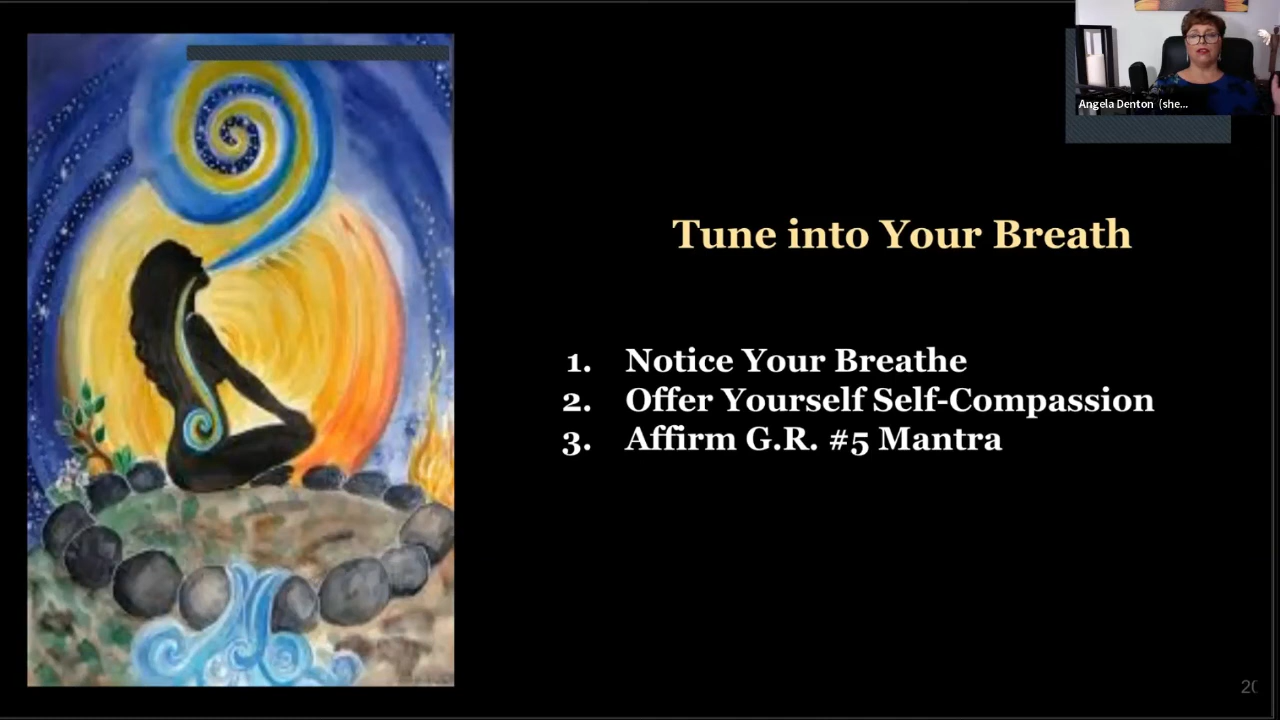 Angela Denton (she...
Tune into Your Breath
1. Notice Your Breathe
2. Offer Yourself Self-Compassion
3. Affirm G.R. #5 Mantra